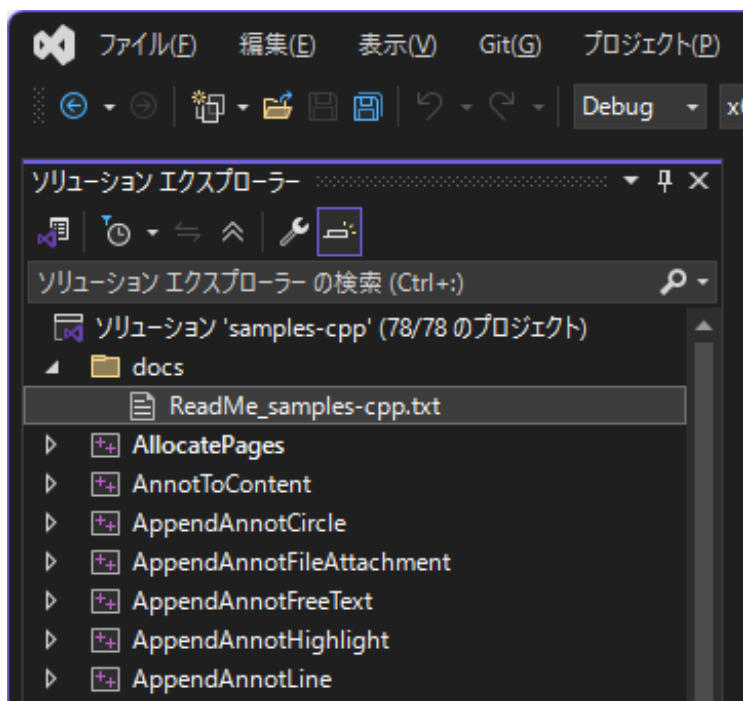 ファイル(F) 編集(E) 表示(V) Git(G) プロジェクト(P)
Debug
ソリューション エクスプローラー
ソリューション エクスプローラー の検索 (Ctrl+:)
ソリューション 'samples-cpp' (78/78 のプロジェクト)
docs
ReadMe_samples-cpp.txt
AllocatePages
AnnotToContent
AppendAnnotCircle
AppendAnnotFileAttachment
AppendAnnotFreeText
AppendAnnotHighlight
AppendAnnotLine